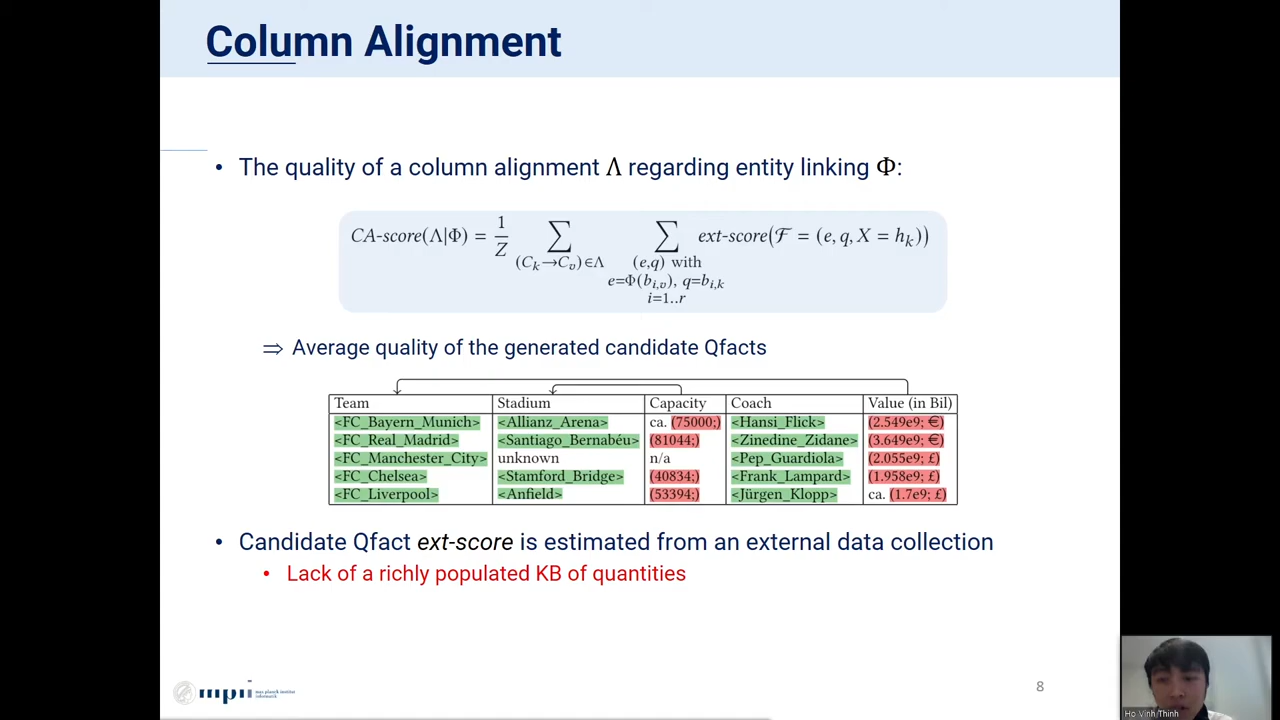 Column Alignment
• The quality of a column alignment Λ regarding entity linking Φ:
CA-score(Λ|Φ) = 1/Z ∑ (C_k→C_v)∈Λ ∑ (e,q) with e=Φ(b_{i,v}), q=b_{i,k} i=1..r ext-score(ℱ = (e, q, X = h_k))
⇒ Average quality of the generated candidate Qfacts
Team Stadium Capacity Coach Value (in Bil)
<FC_Bayern_Munich> <Allianz_Arena> ca. (75000;) <Hansi_Flick> (2.549e9; €)
<FC_Real_Madrid> <Santiago_Bernabéu> (81044;) <Zinedine_Zidane> (3.649e9; €)
<FC_Manchester_City> unknown n/a <Pep_Guardiola> (2.055e9; £)
<FC_Chelsea> <Stamford_Bridge> (40834;) <Frank_Lampard> (1.958e9; £)
<FC_Liverpool> <Anfield> (53394;) <Jürgen_Klopp> ca. (1.7e9; £)
• Candidate Qfact ext-score is estimated from an external data collection
• Lack of a richly populated KB of quantities
mpii max planck institut
informatik
8
Ho Vinh Thinh